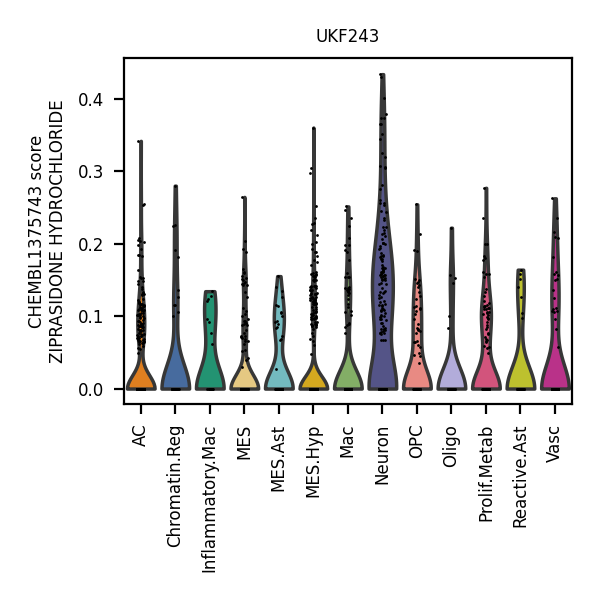 UKF243
CHEMBL1375743 score
ZIPRASIDONE HYDROCHLORIDE
0.4
0.3
0.2
0.1
0.0
AC
Chromatin.Reg
Inflammatory.Mac
MES
MES.Ast
MES.Hyp
Mac
Neuron
OPC
Oligo
Prolif.Metab
Reactive.Ast
Vasc